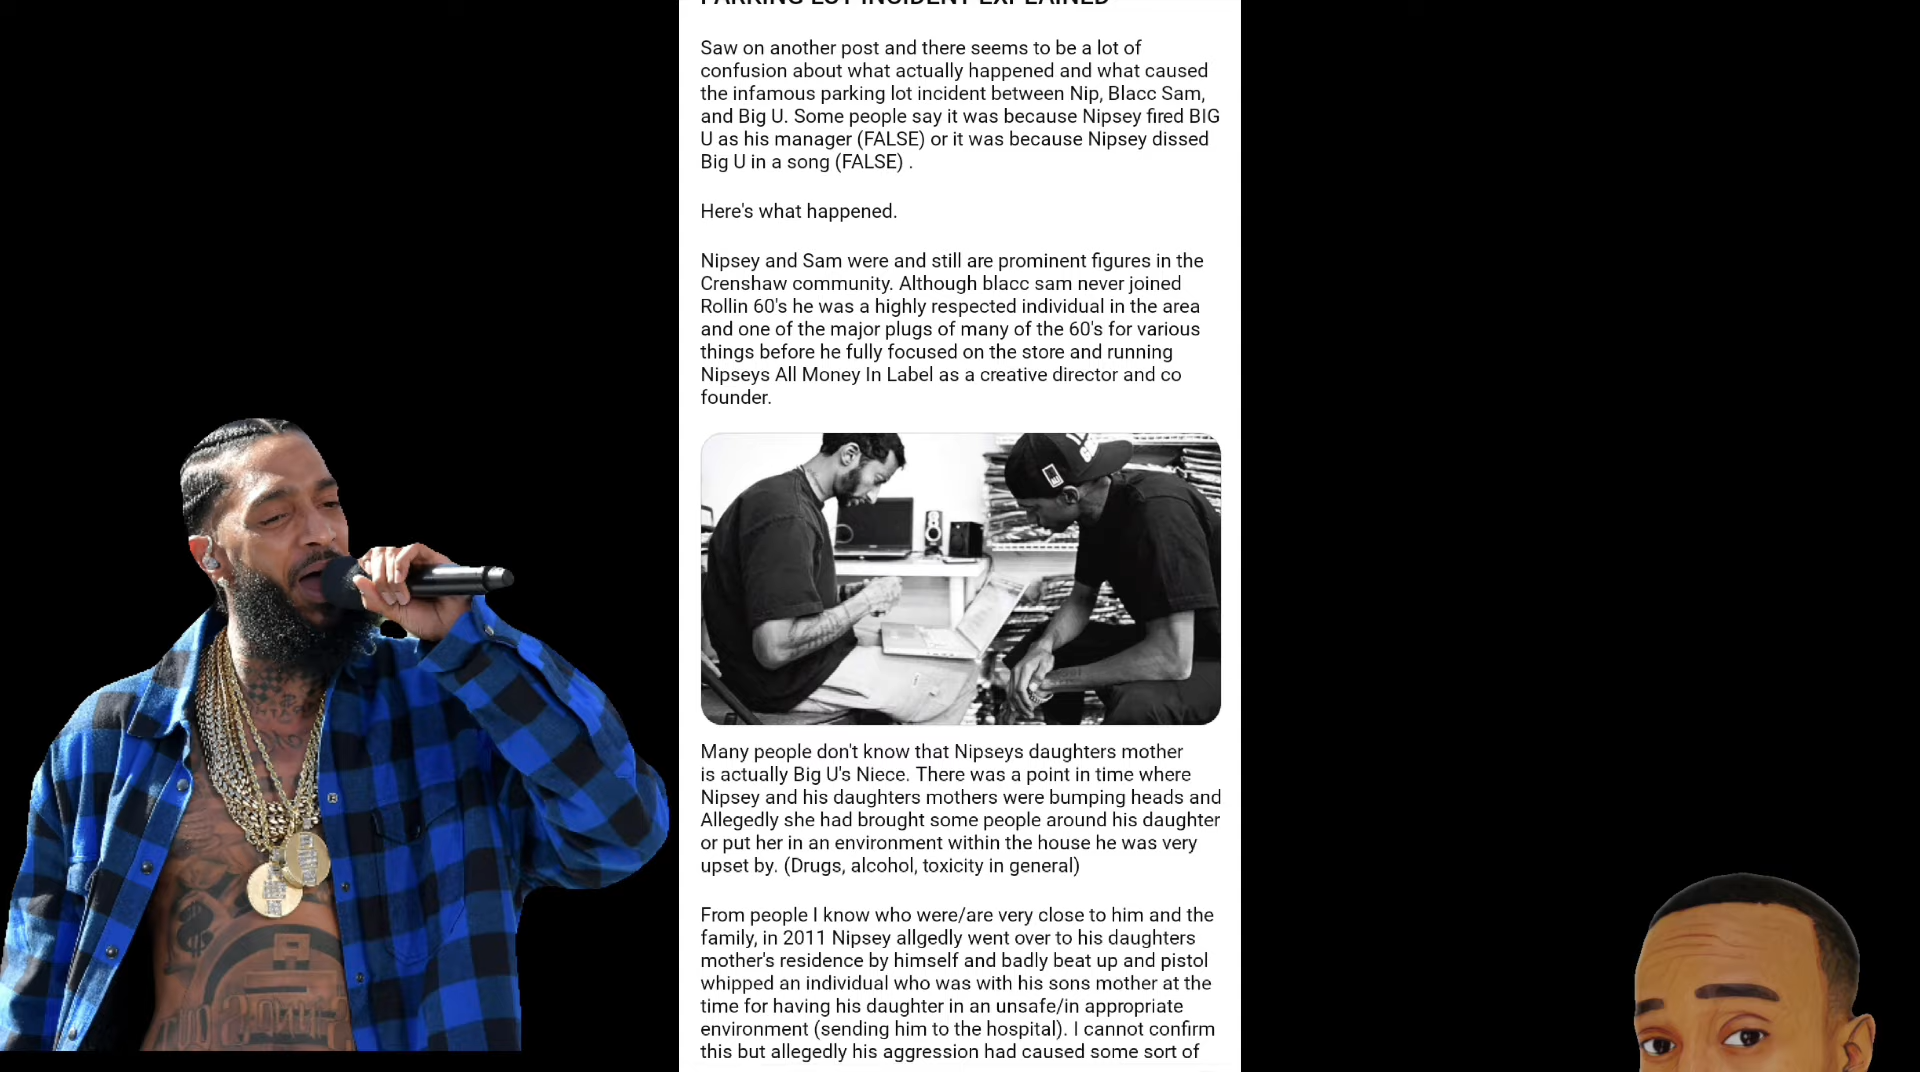 PARKING LOT INCIDENT EXPLAINED
Saw on another post and there seems to be a lot of
confusion about what actually happened and what caused
the infamous parking lot incident between Nip, Blacc Sam,
and Big U. Some people say it was because Nipsey fired BIG
U as his manager (FALSE) or it was because Nipsey dissed
Big U in a song (FALSE) .
Here's what happened.
Nipsey and Sam were and still are prominent figures in the
Crenshaw community. Although blacc sam never joined
Rollin 60's he was a highly respected individual in the area
and one of the major plugs of many of the 60's for various
things before he fully focused on the store and running
Nipseys All Money In Label as a creative director and co
founder.
Many people don't know that Nipseys daughters mother
is actually Big U's Niece. There was a point in time where
Nipsey and his daughters mothers were bumping heads and
Allegedly she had brought some people around his daughter
or put her in an environment within the house he was very
upset by. (Drugs, alcohol, toxicity in general)
From people I know who were/are very close to him and the
family, in 2011 Nipsey allgedly went over to his daughters
mother's residence by himself and badly beat up and pistol
whipped an individual who was with his sons mother at the
time for having his daughter in an unsafe/in appropriate
environment (sending him to the hospital). I cannot confirm
this but allegedly his aggression had caused some sort of